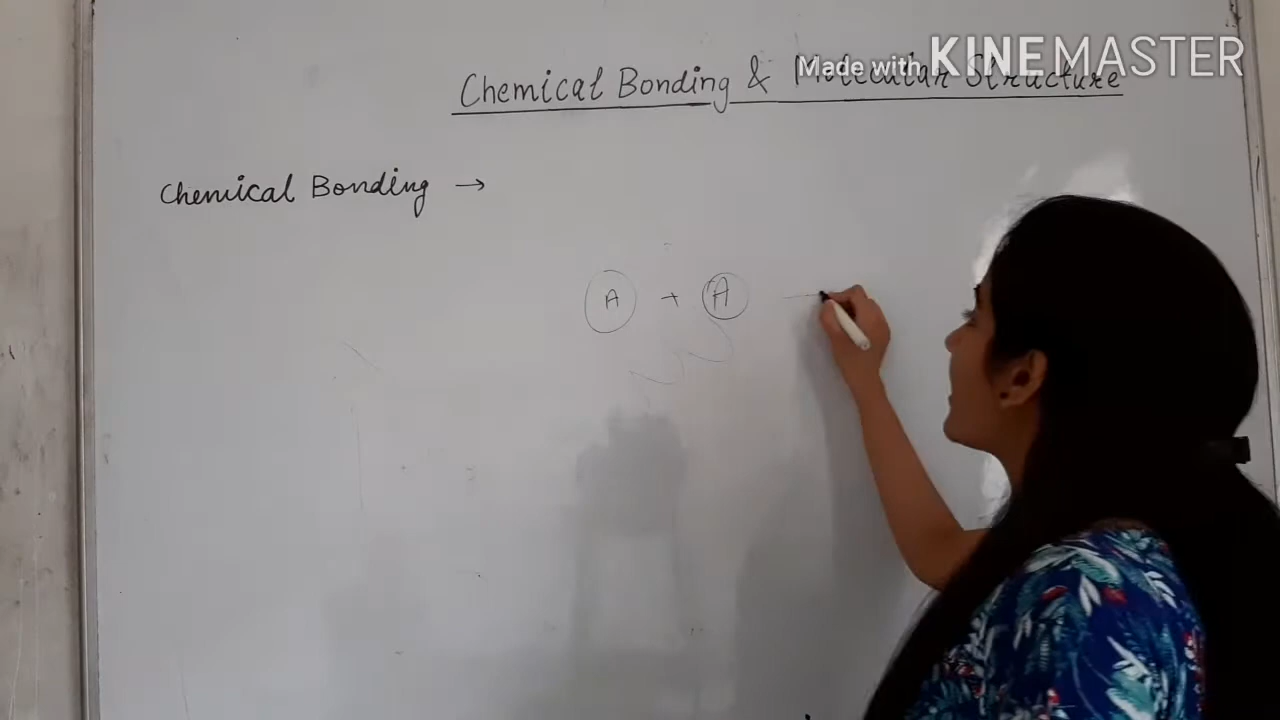 Made with KINEMASTER
Chemical Bonding & Molecular Structure
Chemical Bonding →
A + A